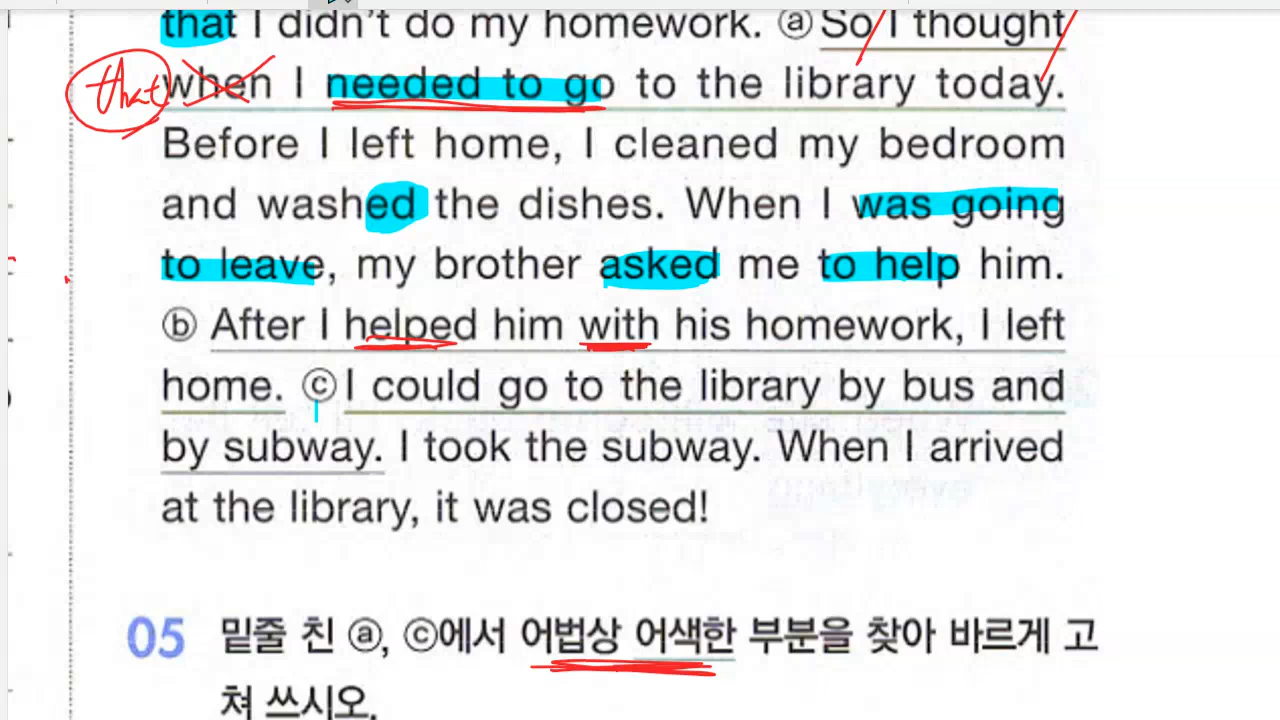 that I didn't do my homework. ⓐSo I thought
that when I needed to go to the library today.
Before I left home, I cleaned my bedroom
and washed the dishes. When I was going
to leave, my brother asked me to help him.
ⓑ After I helped him with his homework, I left
home. ⓒ I could go to the library by bus and
by subway. I took the subway. When I arrived
at the library, it was closed!
05 밑줄 친 ⓐ, ⓒ에서 어법상 어색한 부분을 찾아 바르게 고
쳐 쓰시오.